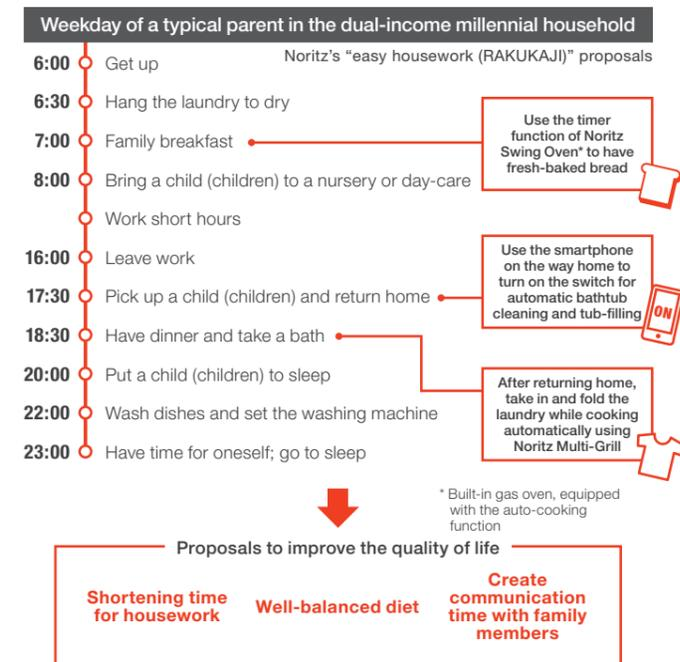 Weekday of a typical parent in the dual-income millennial household
Noritz's “easy housework (RAKUKAJI)” proposals
6:00 Get up
6:30 Hang the laundry to dry
7:00 Family breakfast
8:00 Bring a child (children) to a nursery or day-care
Work short hours
16:00 Leave work
17:30 Pick up a child (children) and return home
18:30 Have dinner and take a bath
20:00 Put a child (children) to sleep
22:00 Wash dishes and set the washing machine
23:00 Have time for oneself; go to sleep
Use the timer
function of Noritz
Swing Oven* to have
fresh-baked bread
Use the smartphone
on the way home to
turn on the switch for
automatic bathtub
cleaning and tub-filling
ON
After returning home,
take in and fold the
laundry while cooking
automatically using
Noritz Multi-Grill
* Built-in gas oven, equipped
with the auto-cooking
function
Proposals to improve the quality of life
Shortening time
for housework
Well-balanced diet
Create
communication
time with family
members